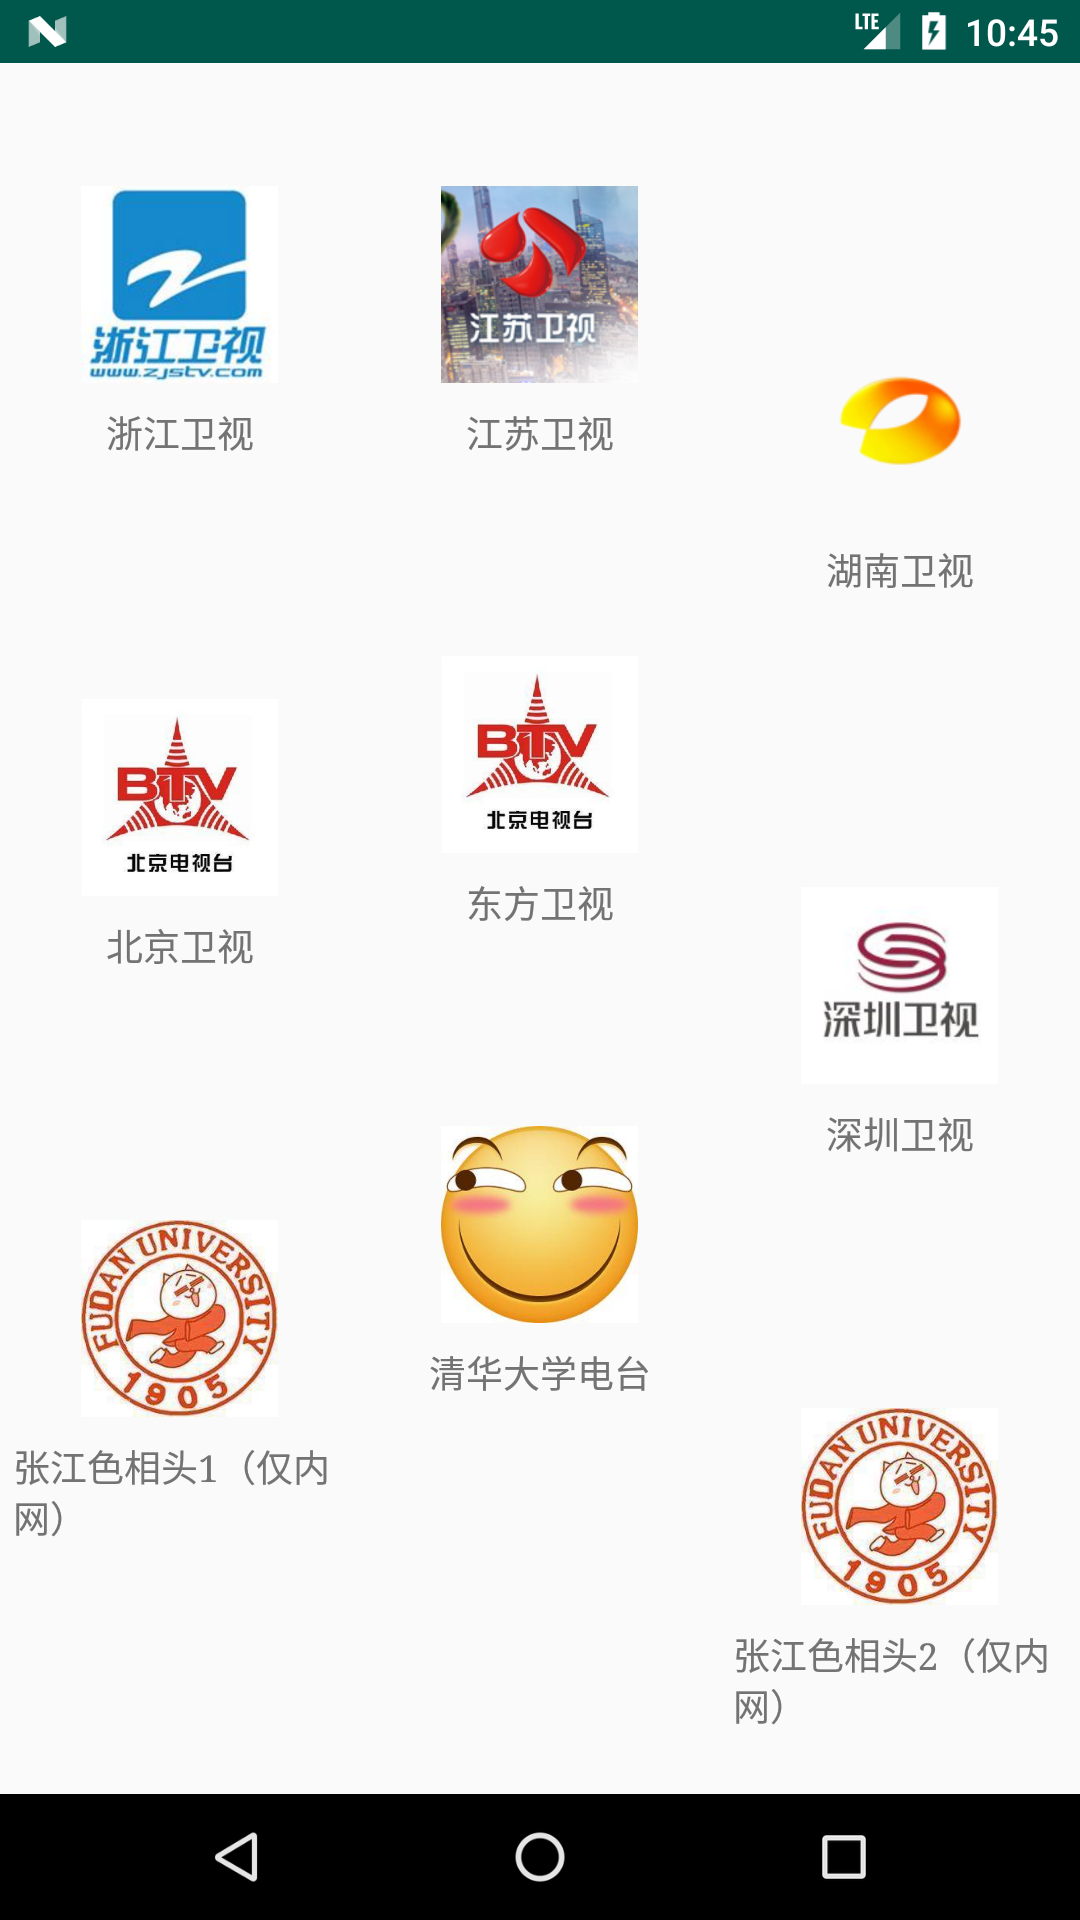 LTE 10:45
浙江卫视
www.zjstv.com
浙江卫视
江苏卫视
江苏卫视
湖南卫视
BTV
北京电视台
北京卫视
BTV
北京电视台
东方卫视
深圳卫视
深圳卫视
FUDAN UNIVERSITY
1905
张江色相头1（仅内
网）
清华大学电台
FUDAN UNIVERSITY
1905
张江色相头2（仅内
网）